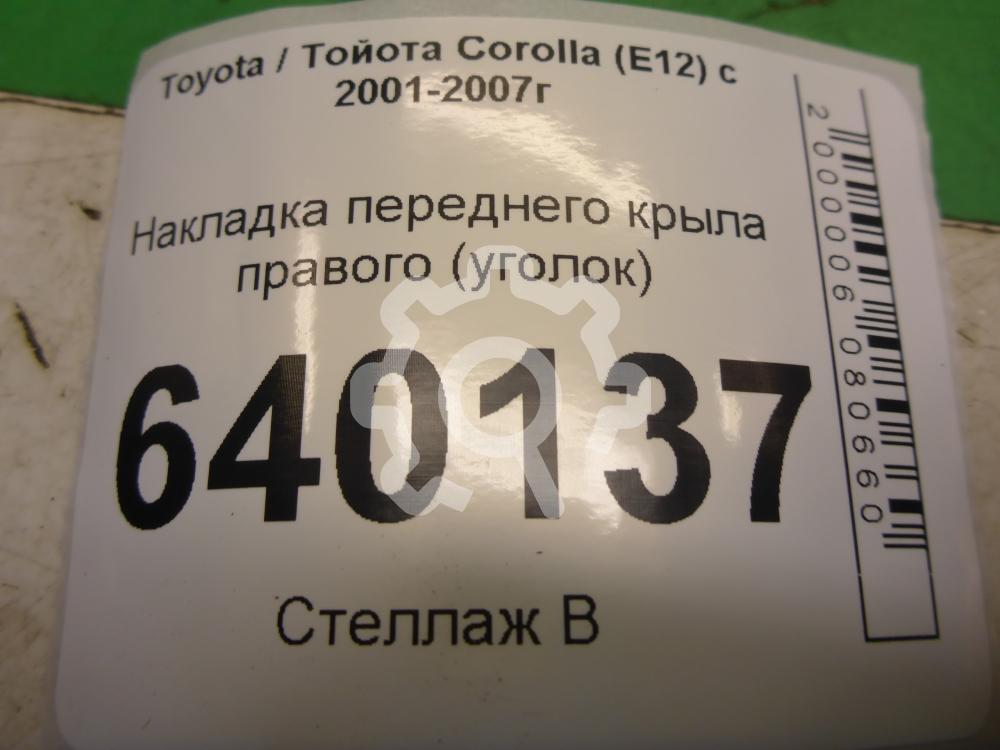 Toyota / Тойота Corolla (E12) с
2001-2007г
Накладка переднего крыла
правого (уголок)
640137
Стеллаж В
2000006080660